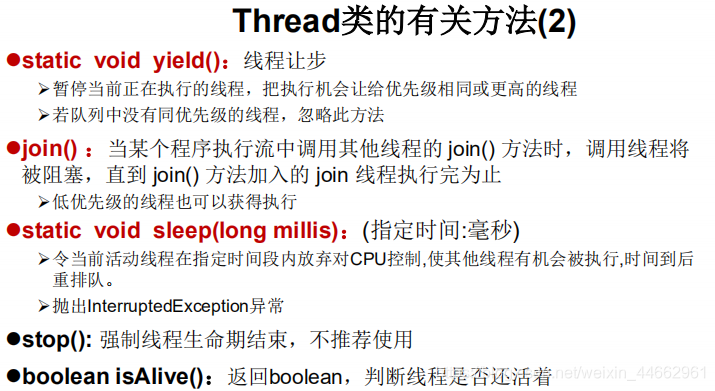 Thread类的有关方法(2)
●static void yield()：线程让步
➢暂停当前正在执行的线程，把执行机会让给优先级相同或更高的线程
➢若队列中没有同优先级的线程，忽略此方法
●join() ：当某个程序执行流中调用其他线程的 join() 方法时，调用线程将
被阻塞，直到 join() 方法加入的 join 线程执行完为止
➢低优先级的线程也可以获得执行
●static void sleep(long millis)：(指定时间:毫秒)
➢令当前活动线程在指定时间段内放弃对CPU控制,使其他线程有机会被执行,时间到后
重排队。
➢抛出InterruptedException异常
●stop(): 强制线程生命期结束，不推荐使用
●boolean isAlive()：返回boolean，判断线程是否还活着
net/weixin_44662961